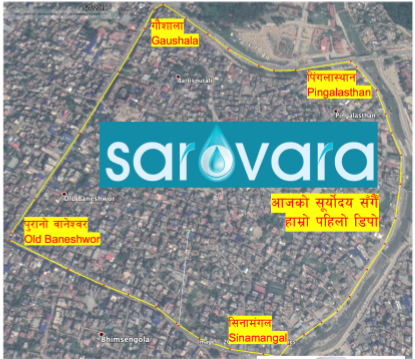 गौशाला
Gaushala
पिंगलास्थान
Pingalasthan
Pingalasthan
sarovara
आजको सूर्योदय सँगै
हाम्रो पहिलो डिपो
Old Baneshwor
पुरानो बानेश्वर
Old Baneshwor
सिनामंगल
Sinamangal
Bhimsengola